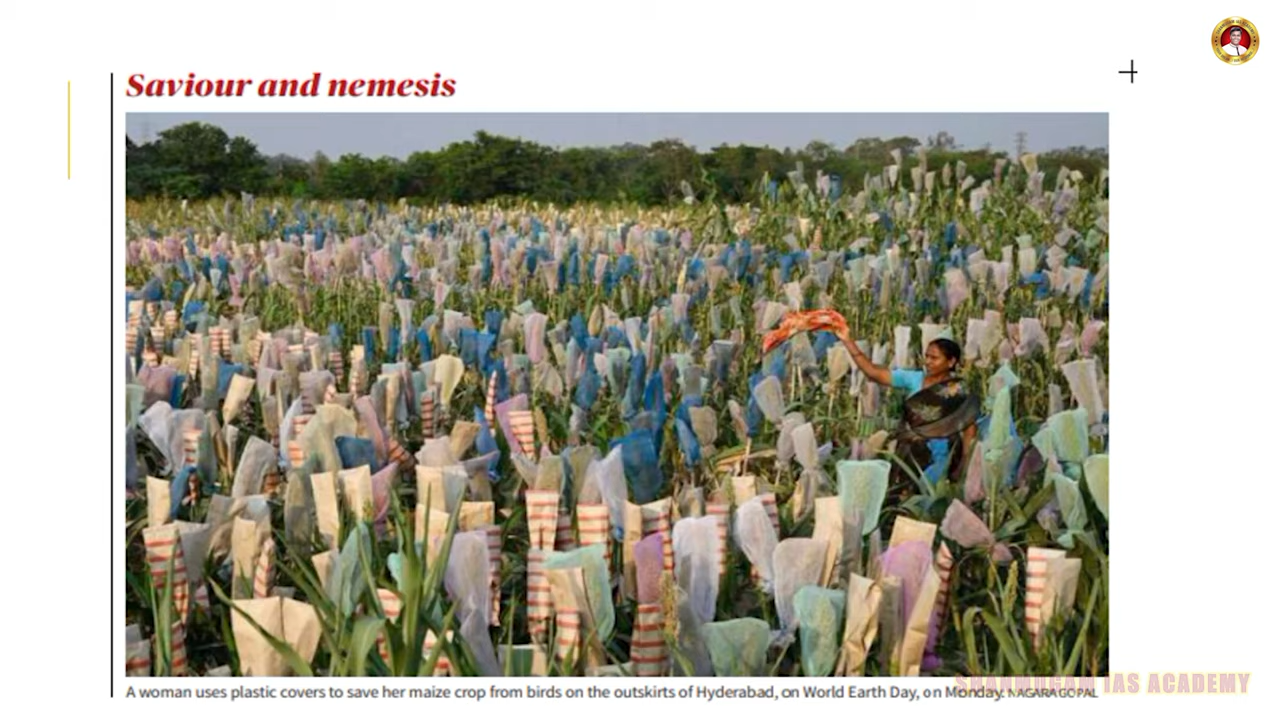 Saviour and nemesis
A woman uses plastic covers to save her maize crop from birds on the outskirts of Hyderabad, on World Earth Day, on Monday. NAGARA GOPAL
SHANMUGAM IAS ACADEMY